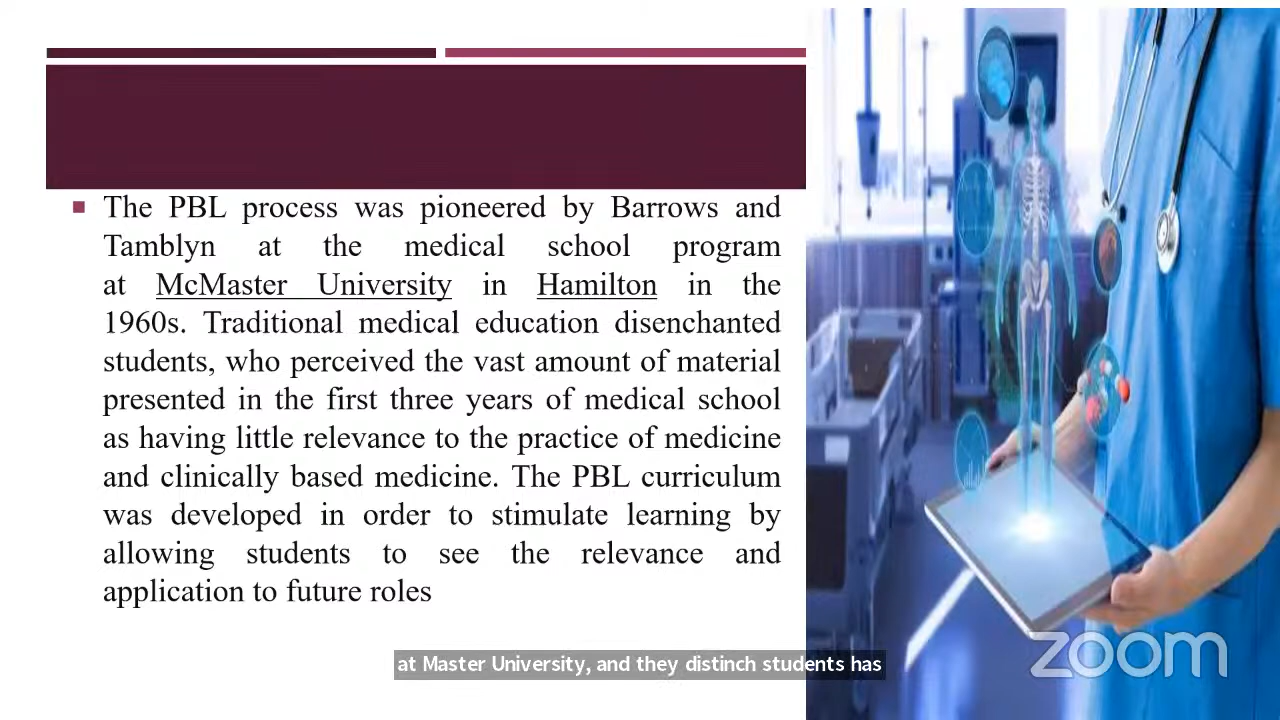 The PBL process was pioneered by Barrows and
Tamblyn at the medical school program
at McMaster University in Hamilton in the
1960s. Traditional medical education disenchanted
students, who perceived the vast amount of material
presented in the first three years of medical school
as having little relevance to the practice of medicine
and clinically based medicine. The PBL curriculum
was developed in order to stimulate learning by
allowing students to see the relevance and
application to future roles
at Master University, and they distinch students has
zoom